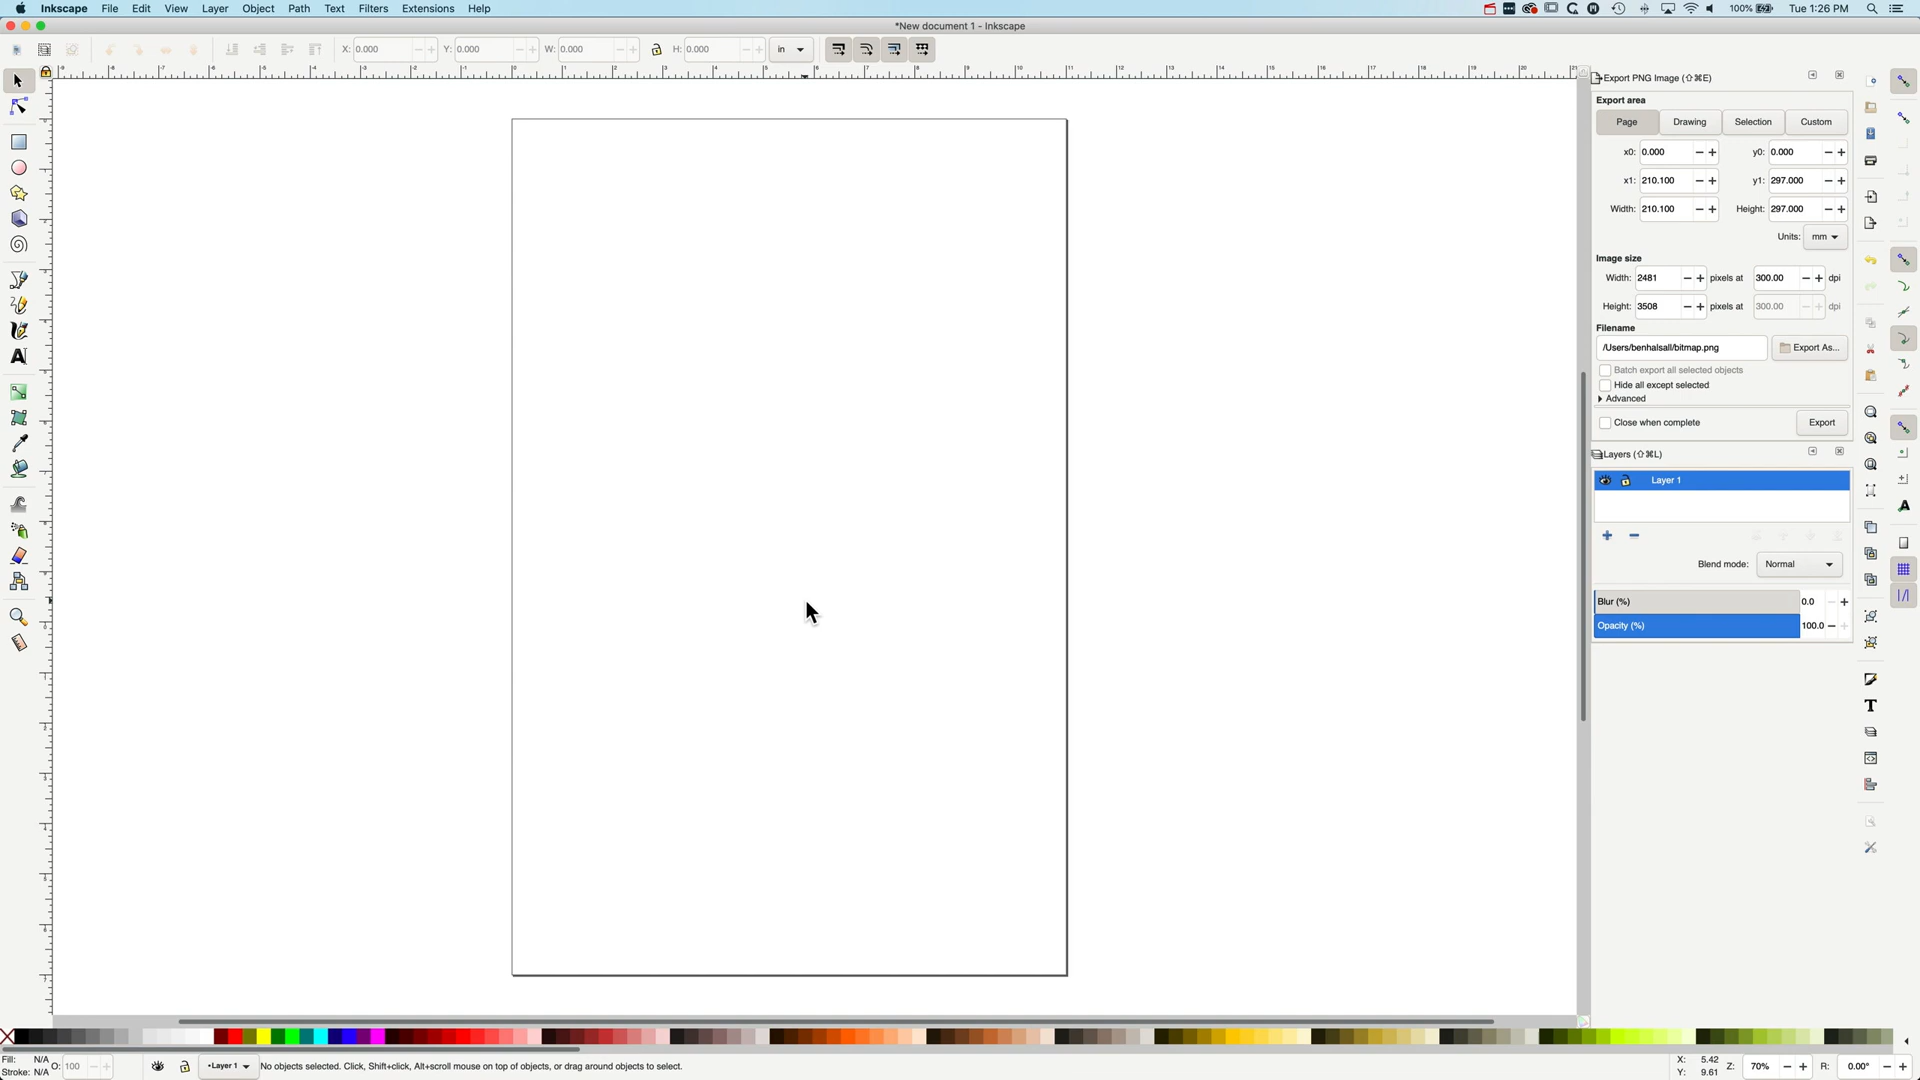 Inkscape File Edit View Layer Object Path Text Filters Extensions Help 100% Tue 1:26 PM
*New document 1 - Inkscape
X: 0.000 Y: 0.000 W: 0.000 H: 0.000 in
Export PNG Image (⇧⌘E)
Export area
Page Drawing Selection Custom
x0: 0.000 y0: 0.000
x1: 210.100 y1: 297.000
Width: 210.100 Height: 297.000
Units: mm
Image size
Width: 2481 pixels at 300.00 dpi
Height: 3508 pixels at 300.00 dpi
Filename
/Users/benhalsall/bitmap.png Export As...
Batch export all selected objects
Hide all except selected
Advanced
Close when complete Export
Layers (⇧⌘L)
Layer 1
Blend mode: Normal
Blur (%) 0.0
Opacity (%) 100.0
Fill: N/A
Stroke: N/A O: 100 •Layer 1 No objects selected. Click, Shift+click, Alt+scroll mouse on top of objects, or drag around objects to select.
X: 5.42
Y: 9.61 Z: 70% R: 0.00°